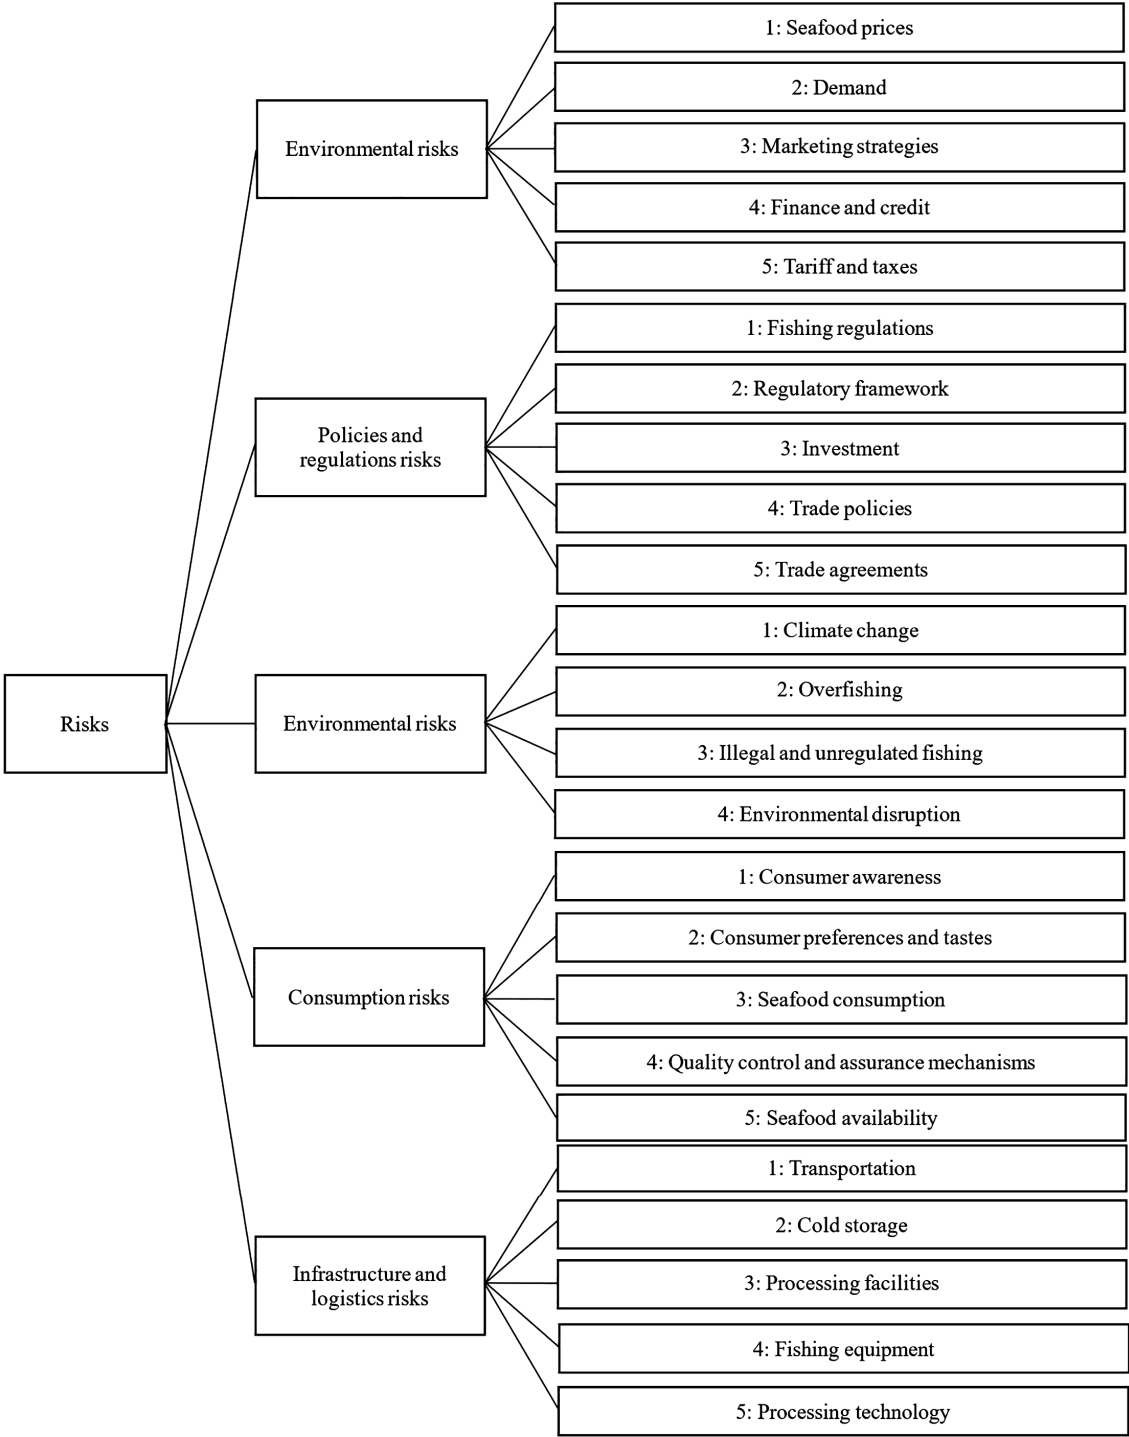 Risks
Environmental risks
1: Seafood prices
2: Demand
3: Marketing strategies
4: Finance and credit
5: Tariff and taxes
Policies and
regulations risks
1: Fishing regulations
2: Regulatory framework
3: Investment
4: Trade policies
5: Trade agreements
Environmental risks
1: Climate change
2: Overfishing
3: Illegal and unregulated fishing
4: Environmental disruption
Consumption risks
1: Consumer awareness
2: Consumer preferences and tastes
3: Seafood consumption
4: Quality control and assurance mechanisms
5: Seafood availability
Infrastructure and
logistics risks
1: Transportation
2: Cold storage
3: Processing facilities
4: Fishing equipment
5: Processing technology